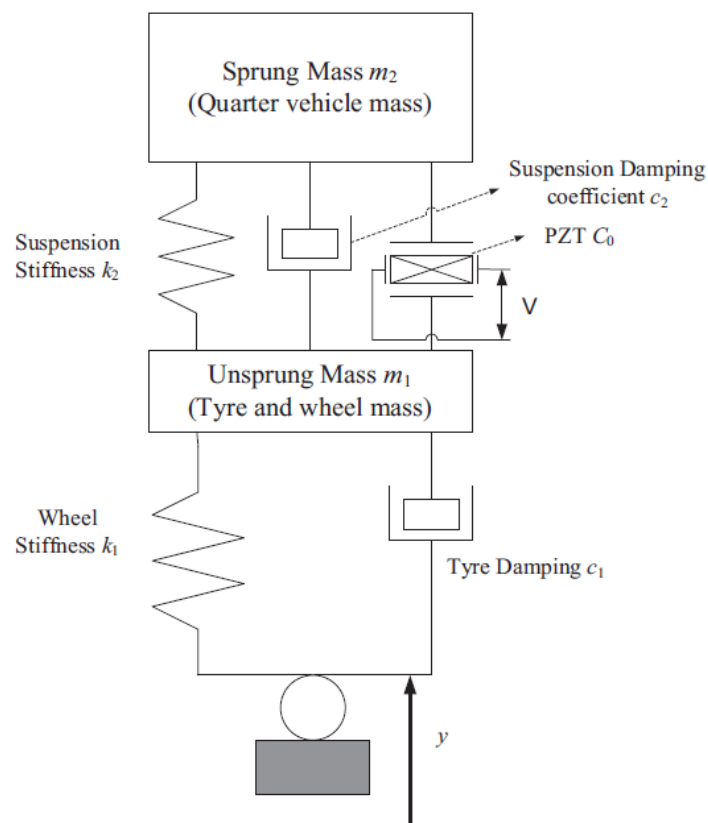 Sprung Mass m₂
(Quarter vehicle mass)
Suspension Damping
coefficient c₂
PZT C₀
Suspension
Stiffness k₂
V
Unsprung Mass m₁
(Tyre and wheel mass)
Wheel
Stiffness k₁
Tyre Damping c₁
y